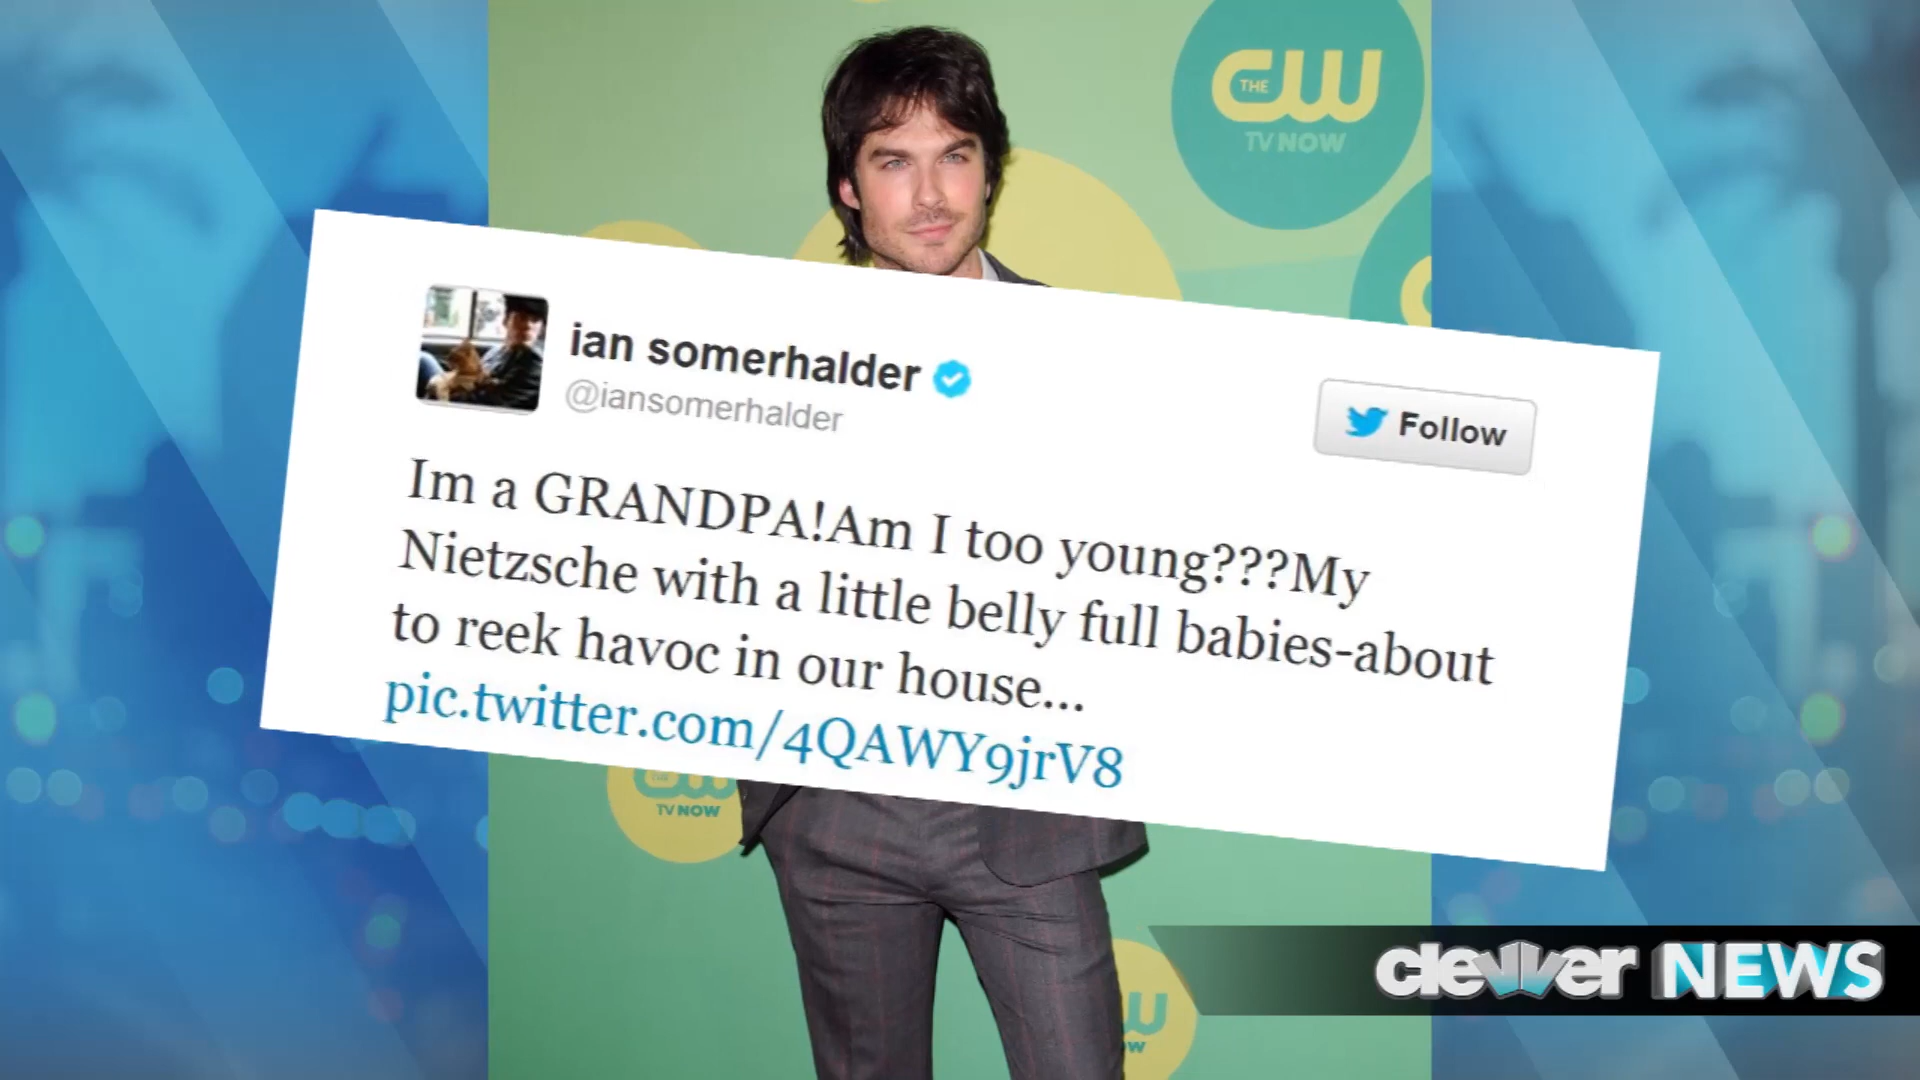 THE CW
TV NOW
ian somerhalder
@iansomerhalder
Follow
Im a GRANDPA!Am I too young???My
Nietzsche with a little belly full babies-about
to reek havoc in our house...
pic.twitter.com/4QAWY9jrV8
TV NOW
clevver NEWS